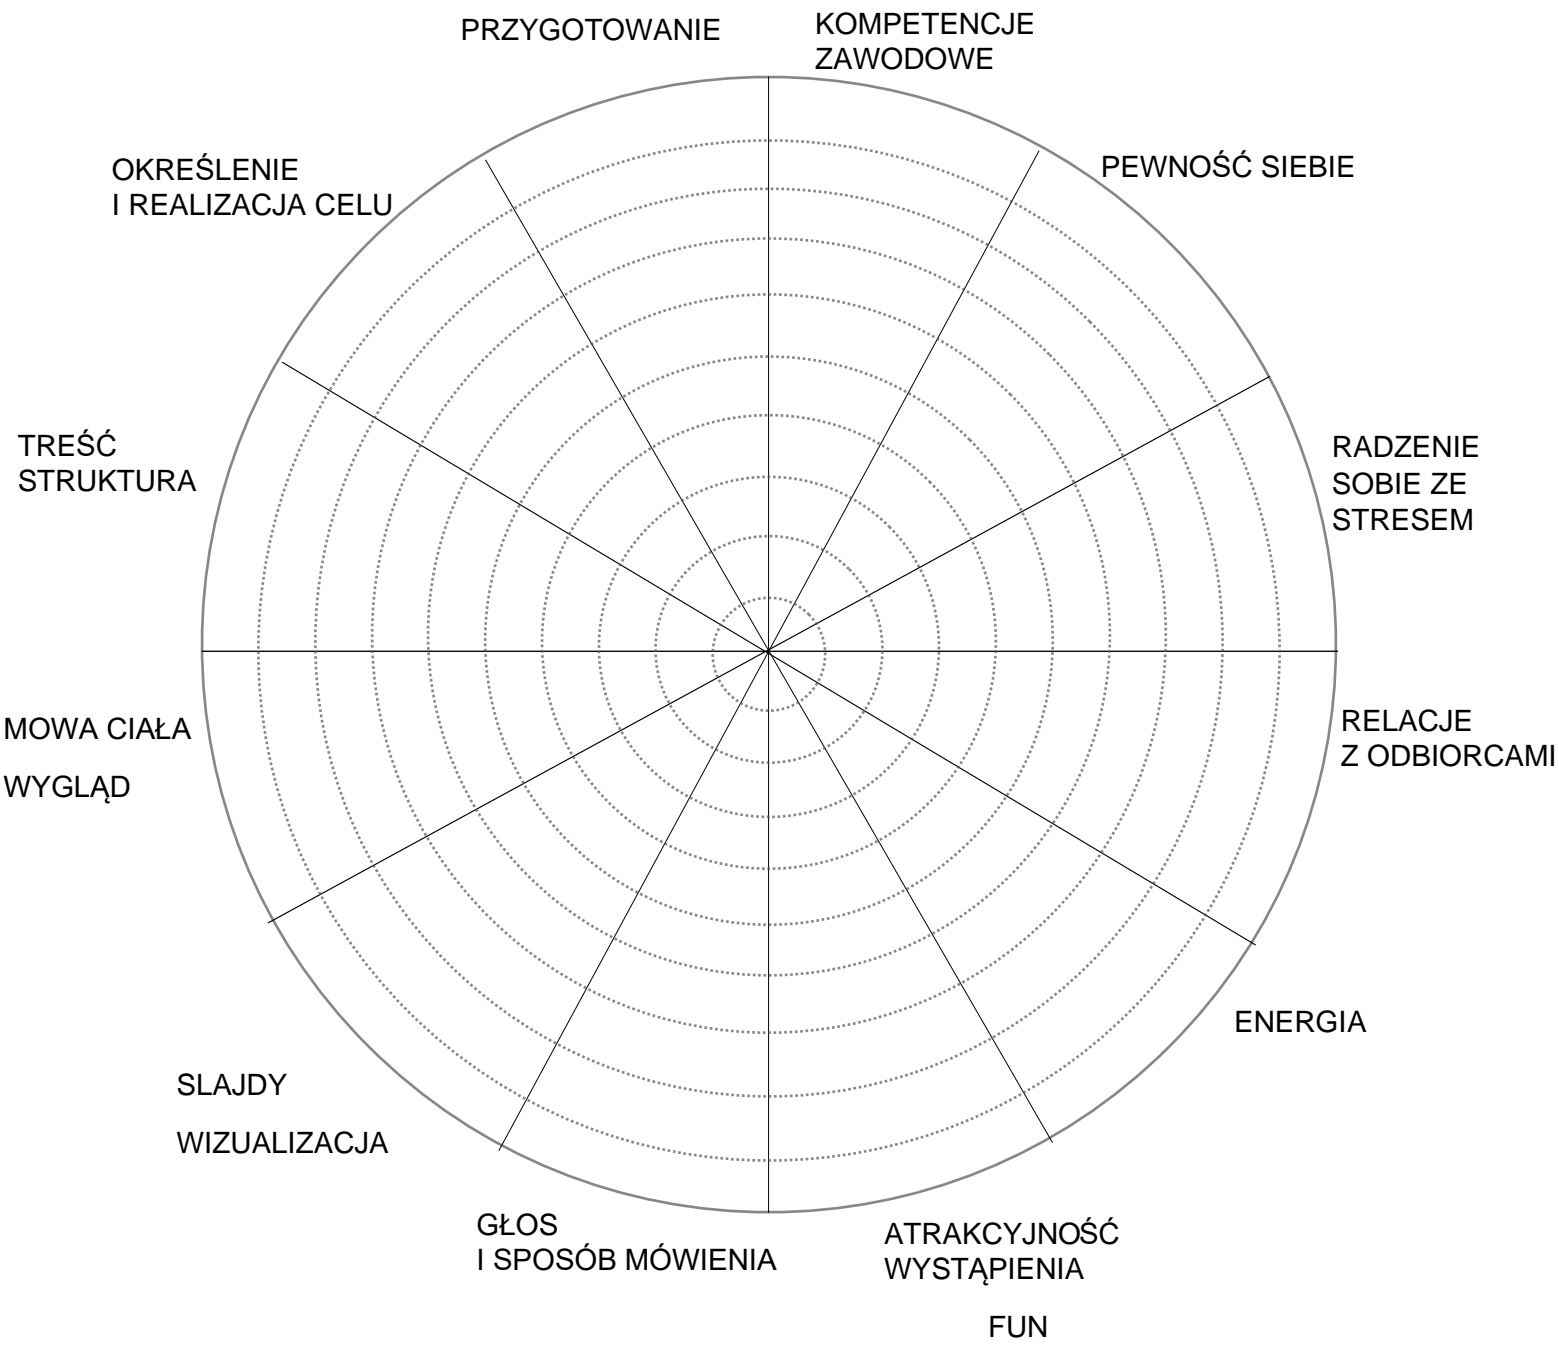 PRZYGOTOWANIE
KOMPETENCJE
ZAWODOWE
PEWNOŚĆ SIEBIE
RADZENIE
SOBIE ZE
STRESEM
RELACJE
Z ODBIORCAMI
ENERGIA
ATRAKCYJNOŚĆ
WYSTĄPIENIA
FUN
GŁOS
I SPOSÓB MÓWIENIA
SLAJDY
WIZUALIZACJA
MOWA CIAŁA
WYGLĄD
TREŚĆ
STRUKTURA
OKREŚLENIE
I REALIZACJA CELU